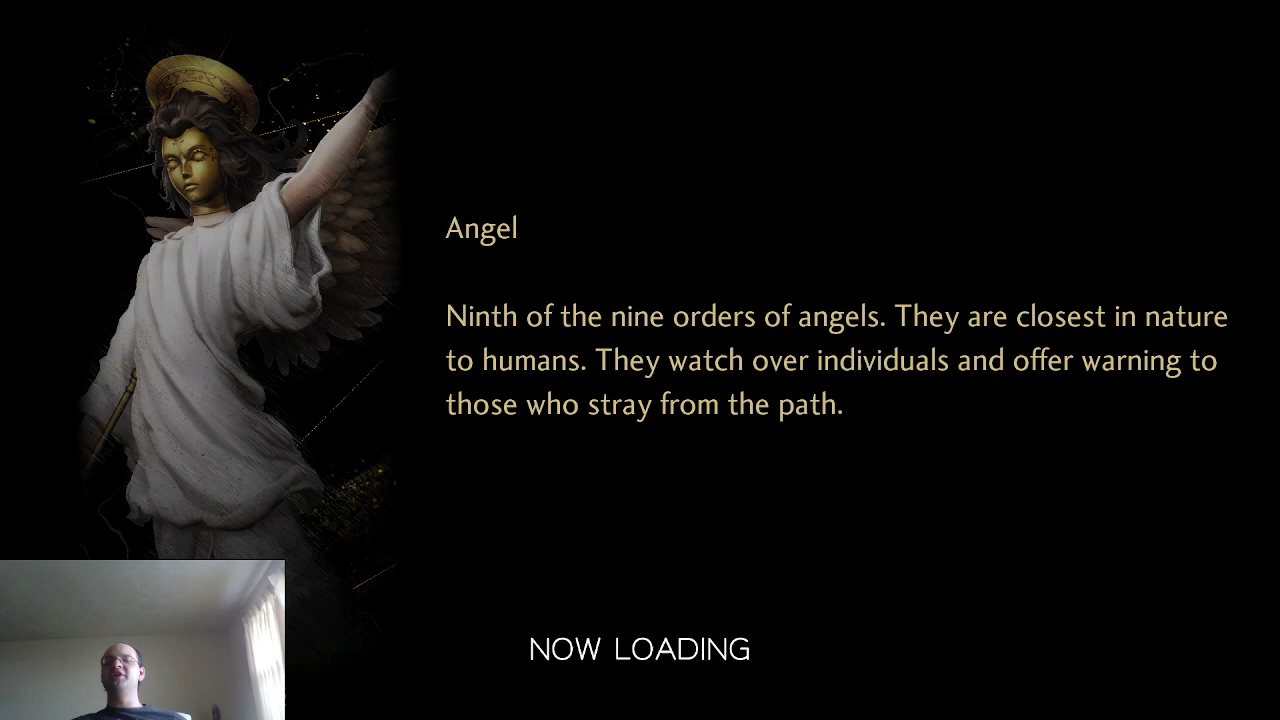 Angel
Ninth of the nine orders of angels. They are closest in nature
to humans. They watch over individuals and offer warning to
those who stray from the path.
NOW LOADING